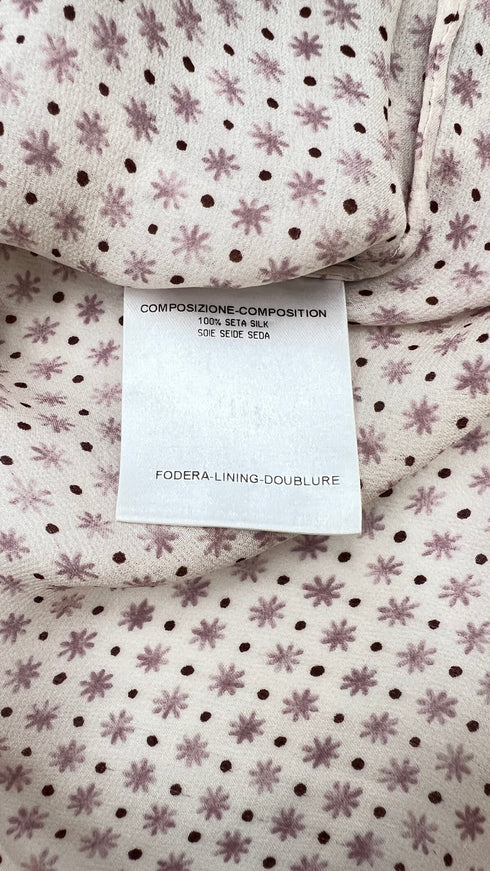 COMPOSIZIONE-COMPOSITION
100% SETA SILK
SOIE SEIDE SEDA
FODERA-LINING-DOUBLURE